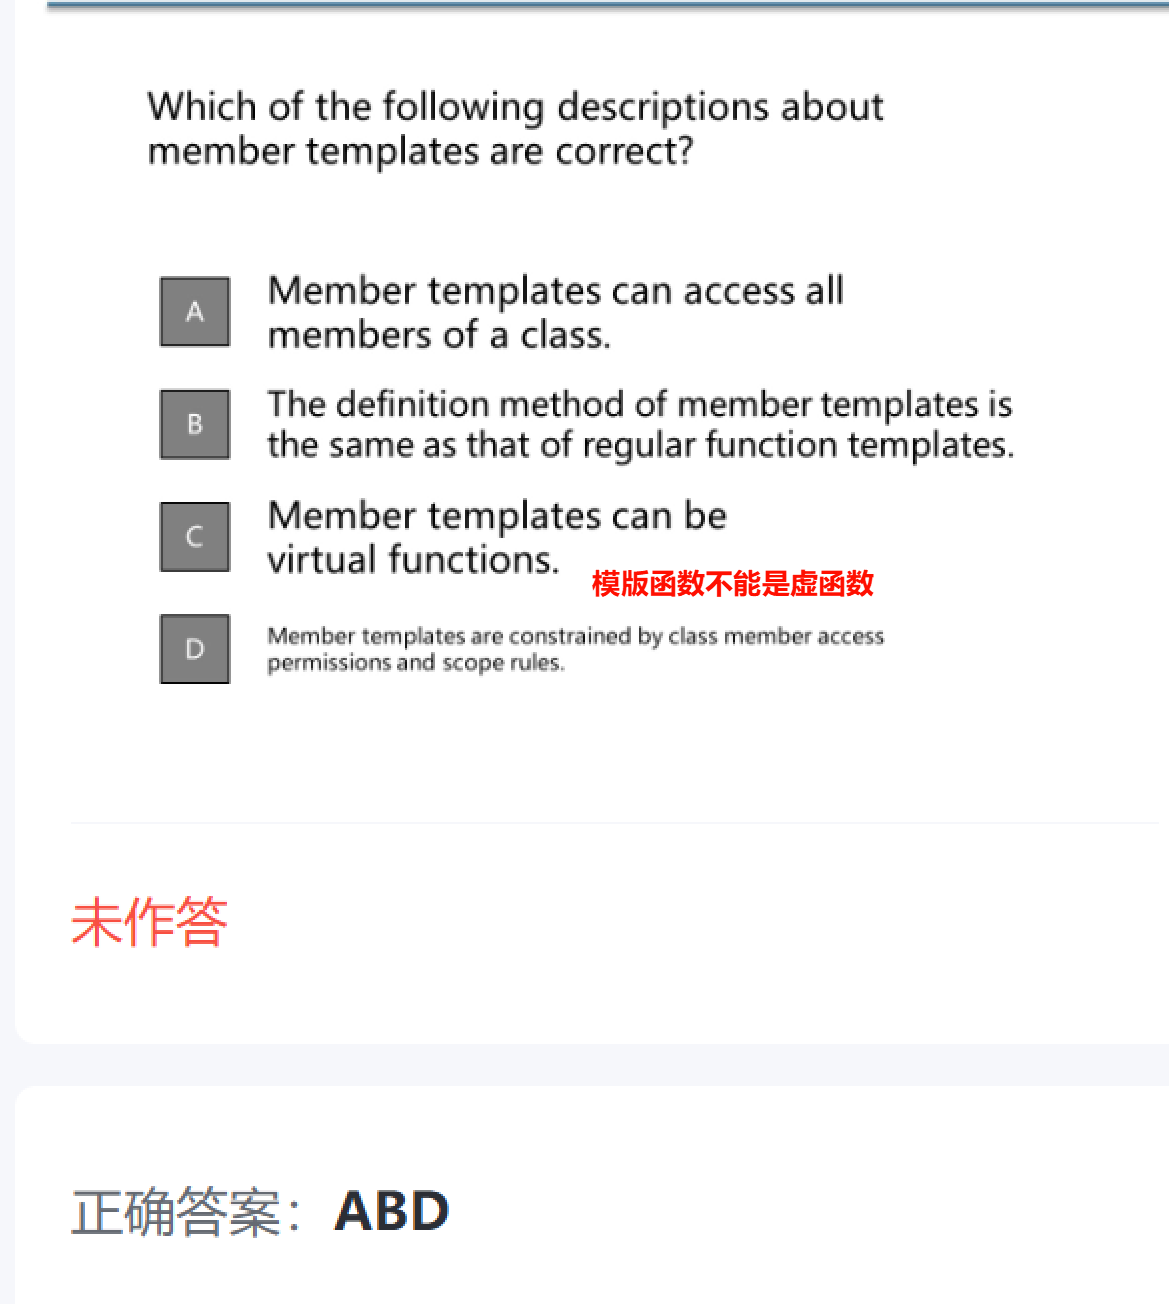 Which of the following descriptions about
member templates are correct?
A
Member templates can access all
members of a class.
B
The definition method of member templates is
the same as that of regular function templates.
C
Member templates can be
virtual functions.
模版函数不能是虚函数
D
Member templates are constrained by class member access
permissions and scope rules.
未作答
正确答案：ABD